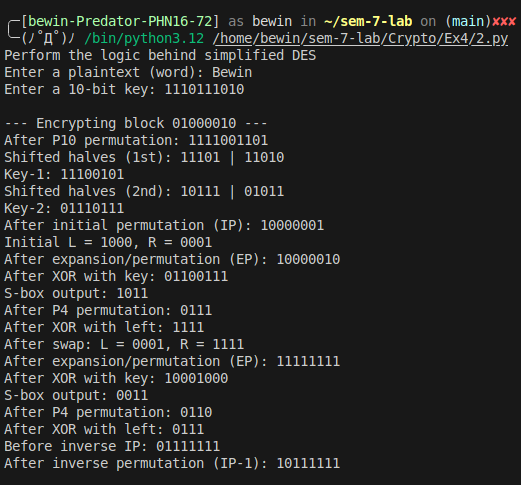 [bewin-Predator-PHN16-72] as bewin in ~/sem-7-lab on (main)✘✘✘
(ﾉ˚Д˚)ﾉ /bin/python3.12 /home/bewin/sem-7-lab/Crypto/Ex4/2.py
Perform the logic behind simplified DES
Enter a plaintext (word): Bewin
Enter a 10-bit key: 1110111010

--- Encrypting block 01000010 ---
After P10 permutation: 1111001101
Shifted halves (1st): 11101 | 11010
Key-1: 11100101
Shifted halves (2nd): 10111 | 01011
Key-2: 01110111
After initial permutation (IP): 10000001
Initial L = 1000, R = 0001
After expansion/permutation (EP): 10000010
After XOR with key: 01100111
S-box output: 1011
After P4 permutation: 0111
After XOR with left: 1111
After swap: L = 0001, R = 1111
After expansion/permutation (EP): 11111111
After XOR with key: 10001000
S-box output: 0011
After P4 permutation: 0110
After XOR with left: 0111
Before inverse IP: 01111111
After inverse permutation (IP-1): 10111111